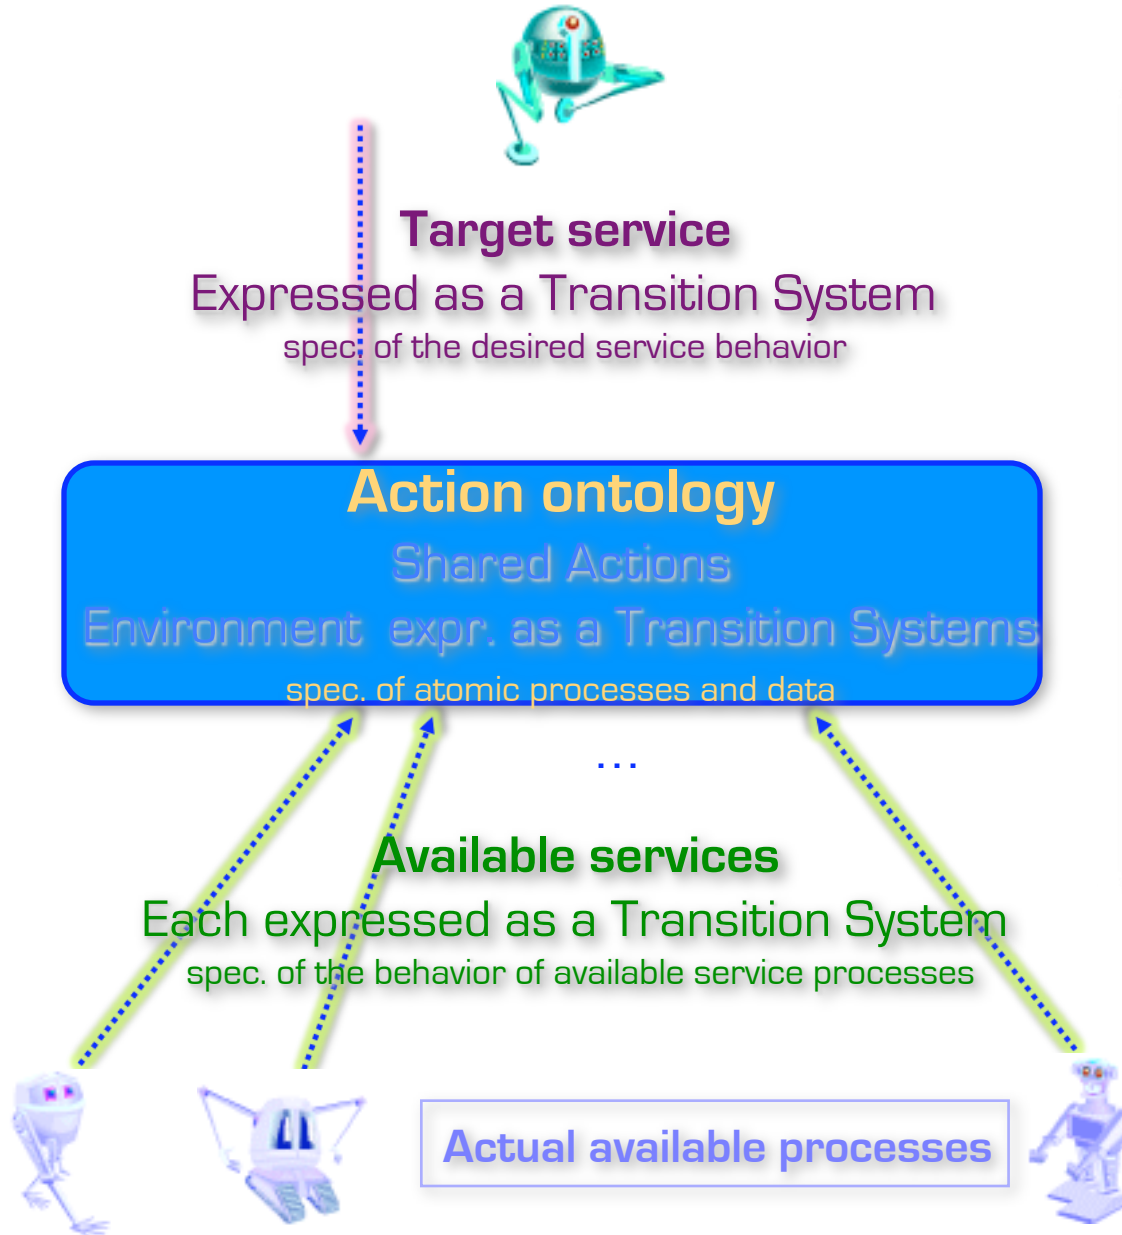 Target service
Expressed as a Transition System
spec. of the desired service behavior
Action ontology
Shared Actions
Environment expr. as a Transition Systems
spec. of atomic processes and data
...
Available services
Each expressed as a Transition System
spec. of the behavior of available service processes
Actual available processes